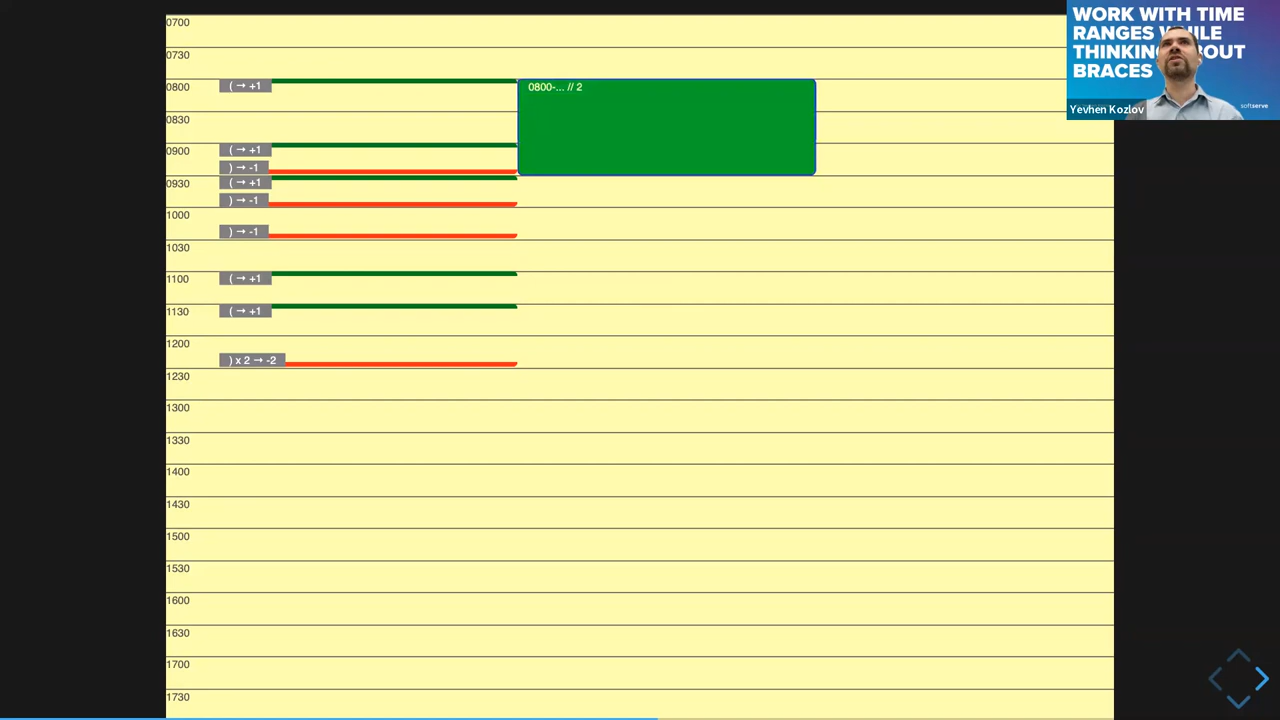 0700
0730
0800
( → +1
0800-... // 2
0830
0900
( → +1
) → -1
0930
( → +1
) → -1
1000
) → -1
1030
1100
( → +1
1130
( → +1
1200
) x 2 → -2
1230
1300
1330
1400
1430
1500
1530
1600
1630
1700
1730
WORK WITH TIME
RANGES WHILE
THINKING ABOUT
BRACES
Yevhen Kozlov
softserve